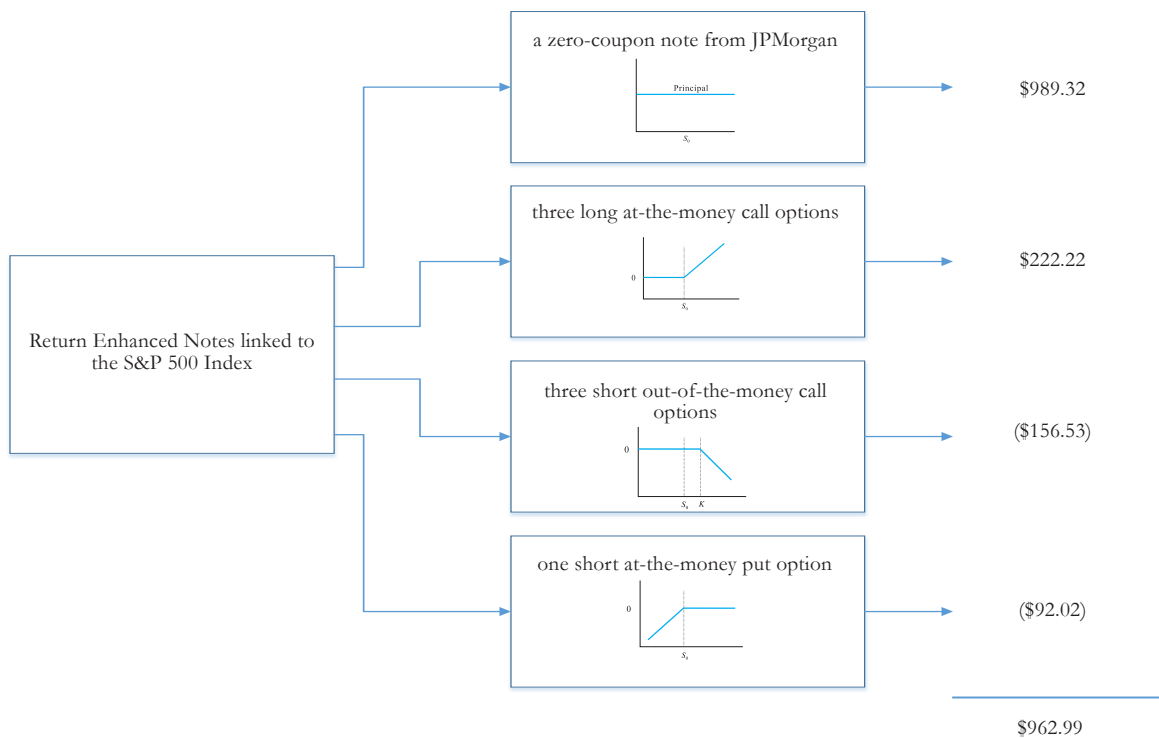 Return Enhanced Notes linked to
the S&P 500 Index
a zero-coupon note from JPMorgan
Principal
S₀
$989.32
three long at-the-money call options
0
S₀
$222.22
three short out-of-the-money call
options
0
S₀ K
($156.53)
one short at-the-money put option
0
S₀
($92.02)
$962.99